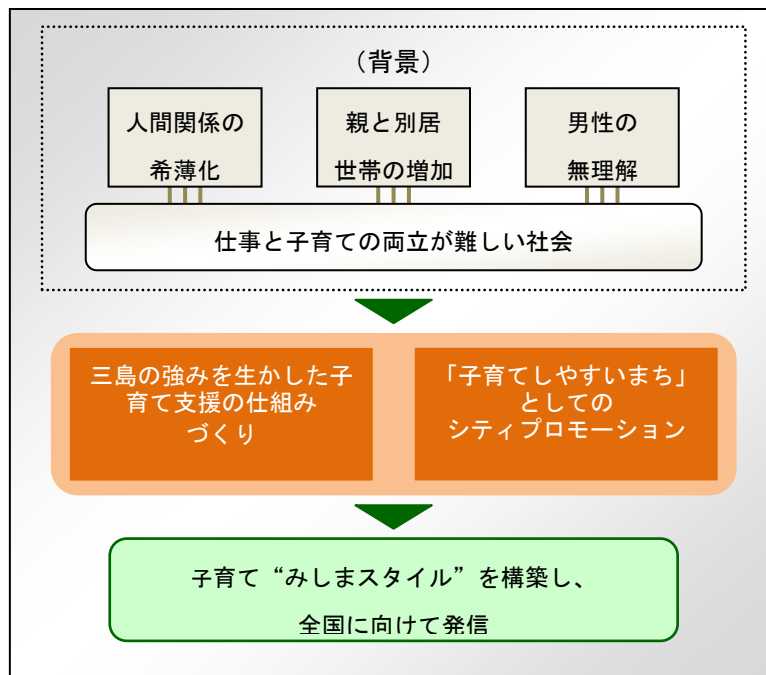 （背景）
人間関係の
希薄化
親と別居
世帯の増加
男性の
無理解
仕事と子育ての両立が難しい社会
三島の強みを生かした子
育て支援の仕組み
づくり
「子育てしやすいまち」
としての
シティプロモーション
子育て“みしまスタイル”を構築し、
全国に向けて発信